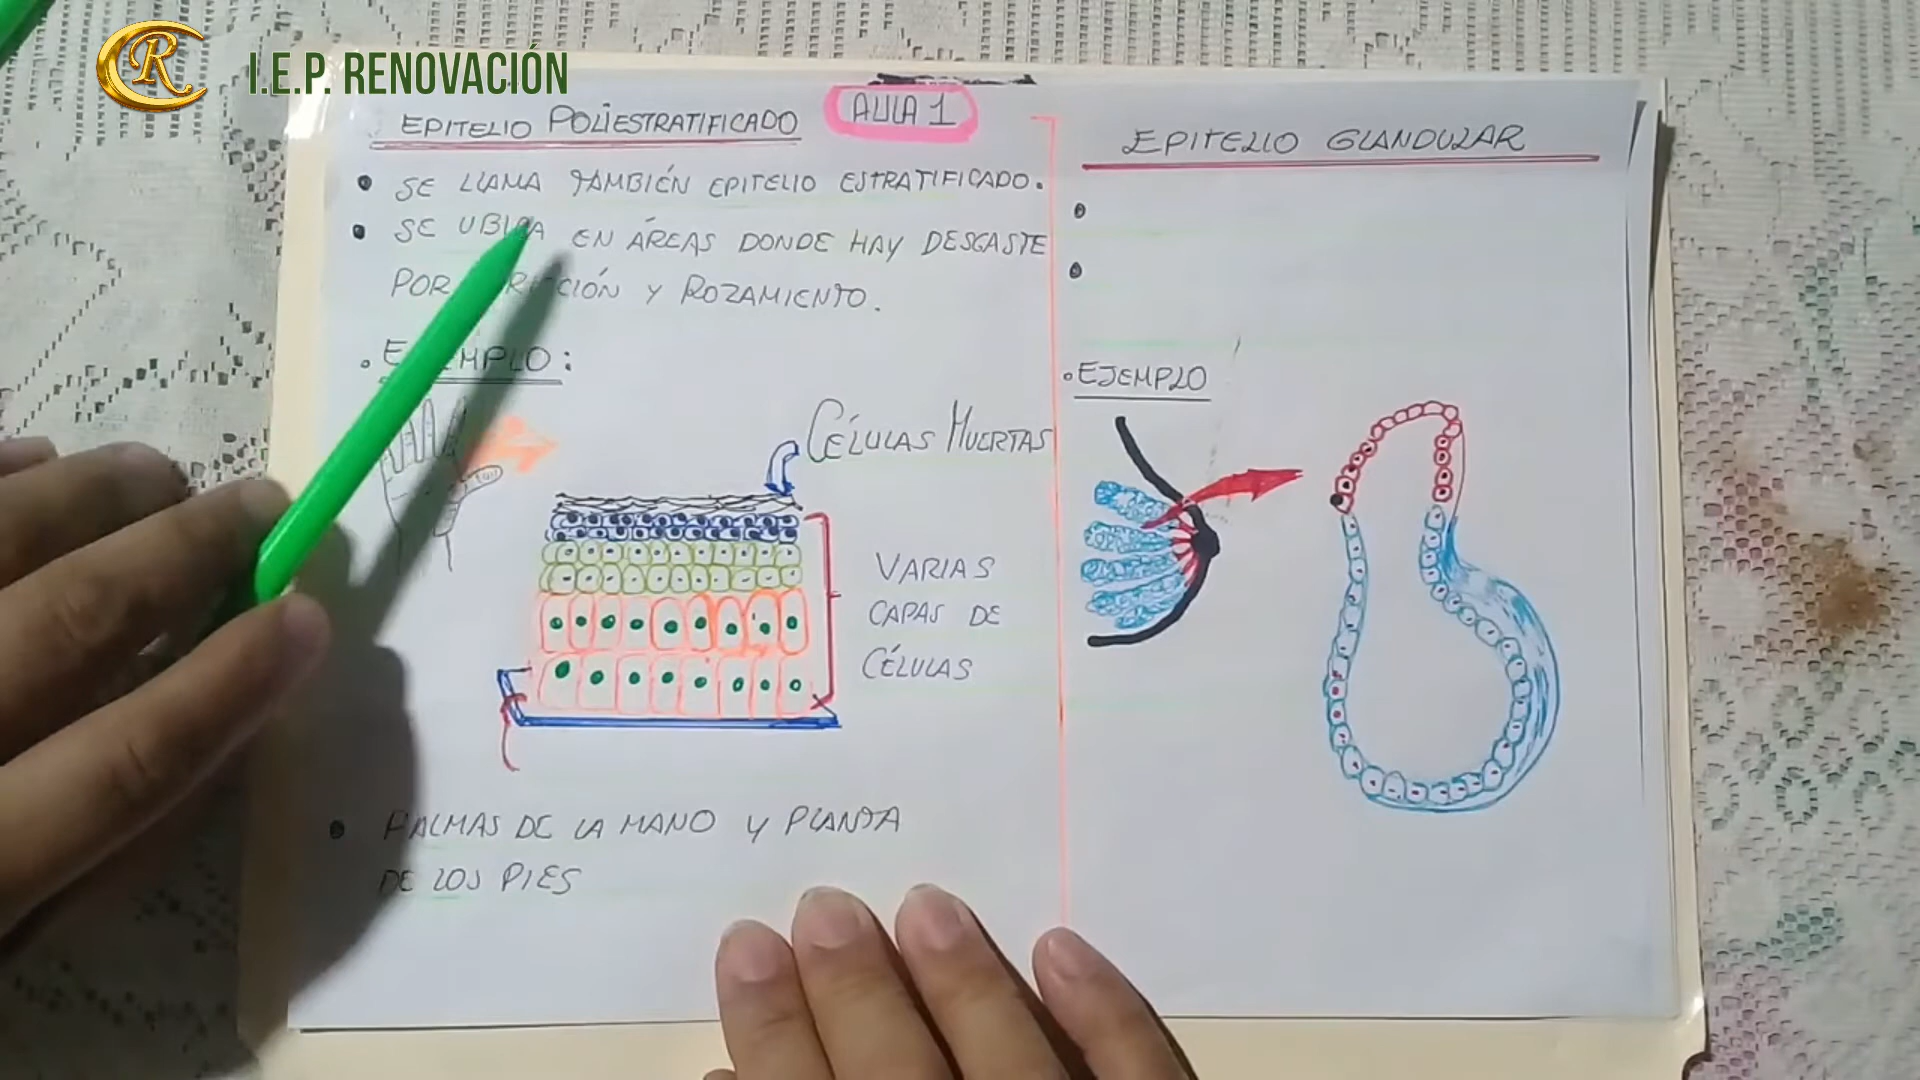 I.E.P. RENOVACIÓN
EPITELIO POLIESTRATIFICADO
AULA 1
• SE LLAMA TAMBIÉN EPITELIO ESTRATIFICADO.
• SE UBICA EN ÁREAS DONDE HAY DESGASTE
POR CIÓN Y ROZAMIENTO.
• EJEMPLO:
CÉLULAS MUERTAS
VARIAS
CAPAS DE
CÉLULAS
• PALMAS DE LA MANO Y PLANTA
DE LOS PIES
EPITELIO GLANDULAR
•
•
• EJEMPLO